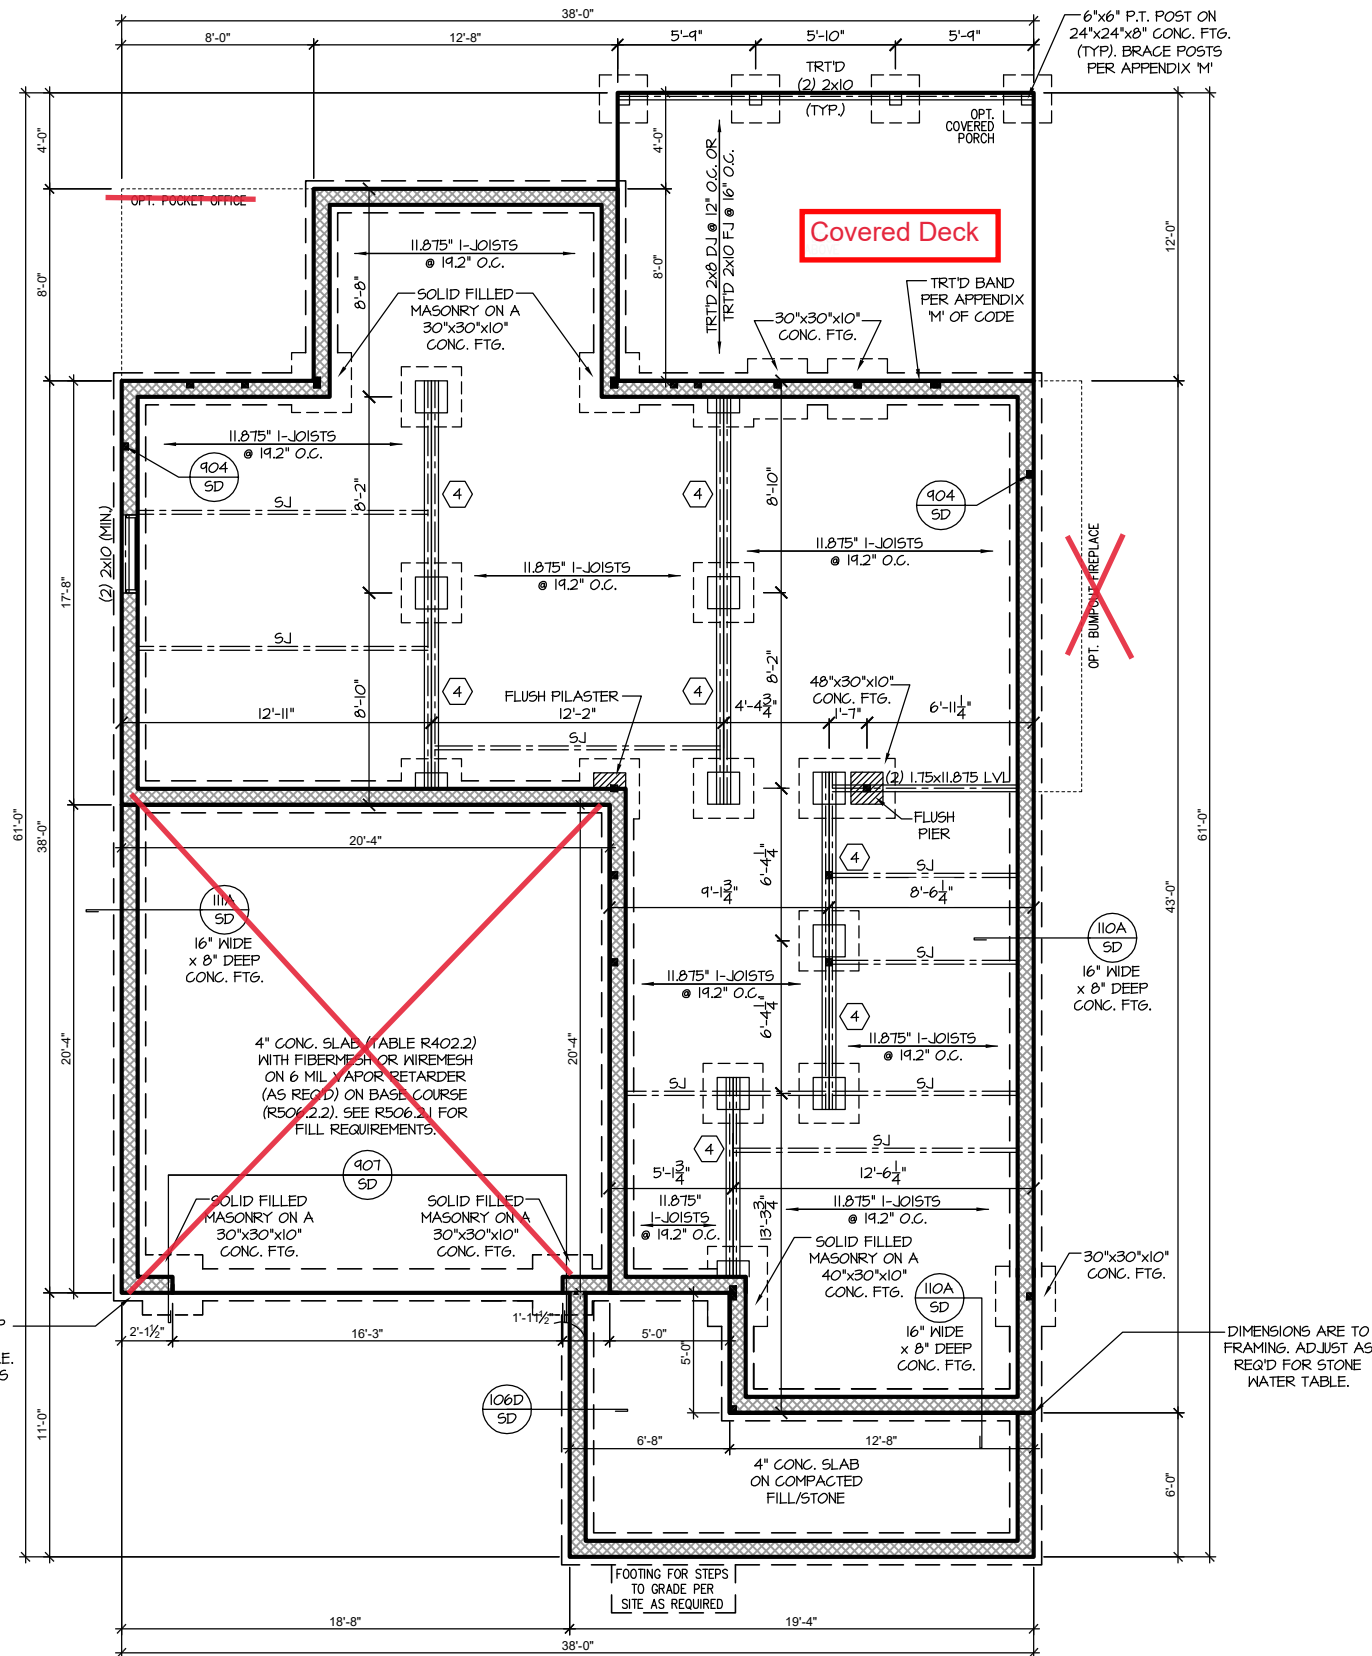 38'-0"
8'-0"
12'-8"
5'-9"
5'-10"
5'-9"
6"x6" P.T. POST ON
24"x24"x8" CONC. FTG.
(TYP). BRACE POSTS
PER APPENDIX 'M'
TRT'D
(2) 2x10
(TYP.)
OPT.
COVERED
PORCH
4'-0"
4'-0"
OPT. POCKET OFFICE
TRT'D 2x8 DJ @ 12" O.C. OR
TRT'D 2x10 FJ @ 16" O.C.
Covered Deck
12'-0"
11.875" I-JOISTS
@ 19.2" O.C.
8'-0"
8'-8"
8'-0"
SOLID FILLED
MASONRY ON A
30"x30"x10"
CONC. FTG.
TRT'D BAND
PER APPENDIX
'M' OF CODE
30"x30"x10"
CONC. FTG.
11.875" I-JOISTS
@ 19.2" O.C.
904
SD
SJ
8'-2"
4
4
8'-10"
904
SD
(2) 2x10 (MIN.)
11.875" I-JOISTS
@ 19.2" O.C.
11.875" I-JOISTS
@ 19.2" O.C.
OPT. BUMPOUT FIREPLACE
17'-8"
SJ
8'-10"
4
4
8'-2"
FLUSH PILASTER
48"x30"x10"
CONC. FTG.
12'-11"
12'-2"
4'-4 3/4"
1'-7"
6'-11 1/4"
SJ
(2) 1.75x11.875 LVL
FLUSH
PIER
61'-0"
38'-0"
61'-0"
20'-4"
6'-4 1/4"
4
SJ
111A
SD
16" WIDE
x 8" DEEP
CONC. FTG.
9'-1 3/4"
8'-6 1/4"
43'-0"
110A
SD
16" WIDE
x 8" DEEP
CONC. FTG.
SJ
11.875" I-JOISTS
@ 19.2" O.C.
6'-4 1/4"
4
11.875" I-JOISTS
@ 19.2" O.C.
20'-4"
20'-4"
4" CONC. SLAB (TABLE R402.2)
WITH FIBERMESH OR WIREMESH
ON 6 MIL VAPOR RETARDER
(AS REQ'D) ON BASE COURSE
(R506.2.2). SEE R506.2.1 FOR
FILL REQUIREMENTS.
SJ
SJ
4
SJ
907
SD
5'-1 3/4"
12'-6 1/4"
SOLID FILLED
MASONRY ON A
30"x30"x10"
CONC. FTG.
SOLID FILLED
MASONRY ON A
30"x30"x10"
CONC. FTG.
11.875"
I-JOISTS
@ 19.2" O.C.
13'-3 3/4"
11.875" I-JOISTS
@ 19.2" O.C.
SOLID FILLED
MASONRY ON A
40"x30"x10"
CONC. FTG.
30"x30"x10"
CONC. FTG.
110A
SD
16" WIDE
x 8" DEEP
CONC. FTG.
2'-1½"
16'-3"
1'-11½"
5'-0"
5'-0"
DIMENSIONS ARE TO
FRAMING. ADJUST AS
REQ'D FOR STONE
WATER TABLE.
106D
SD
11'-0"
6'-8"
12'-8"
4" CONC. SLAB
ON COMPACTED
FILL/STONE
6'-0"
FOOTING FOR STEPS
TO GRADE PER
SITE AS REQUIRED
18'-8"
19'-4"
38'-0"